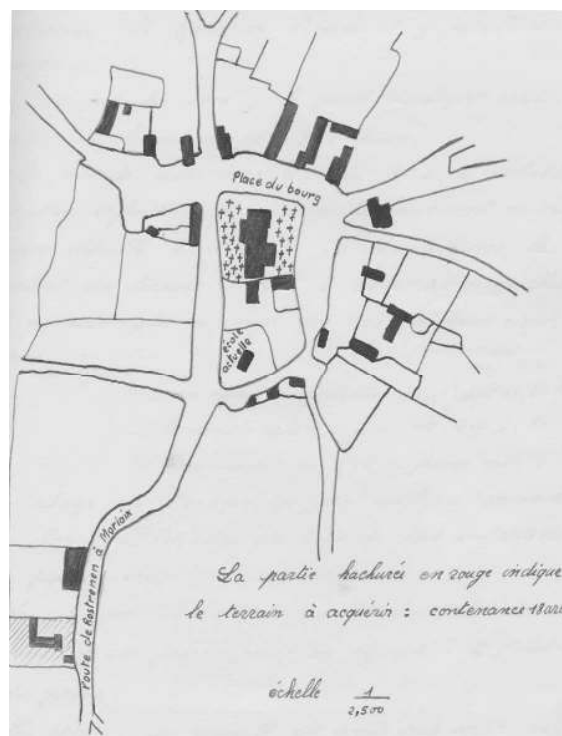 Place du bourg
école
actuelle
Route de Rostrenen à Morlaix
La partie hachurée en rouge indique
le terrain à acquérir : contenance 18 ares
échelle 1
2,500